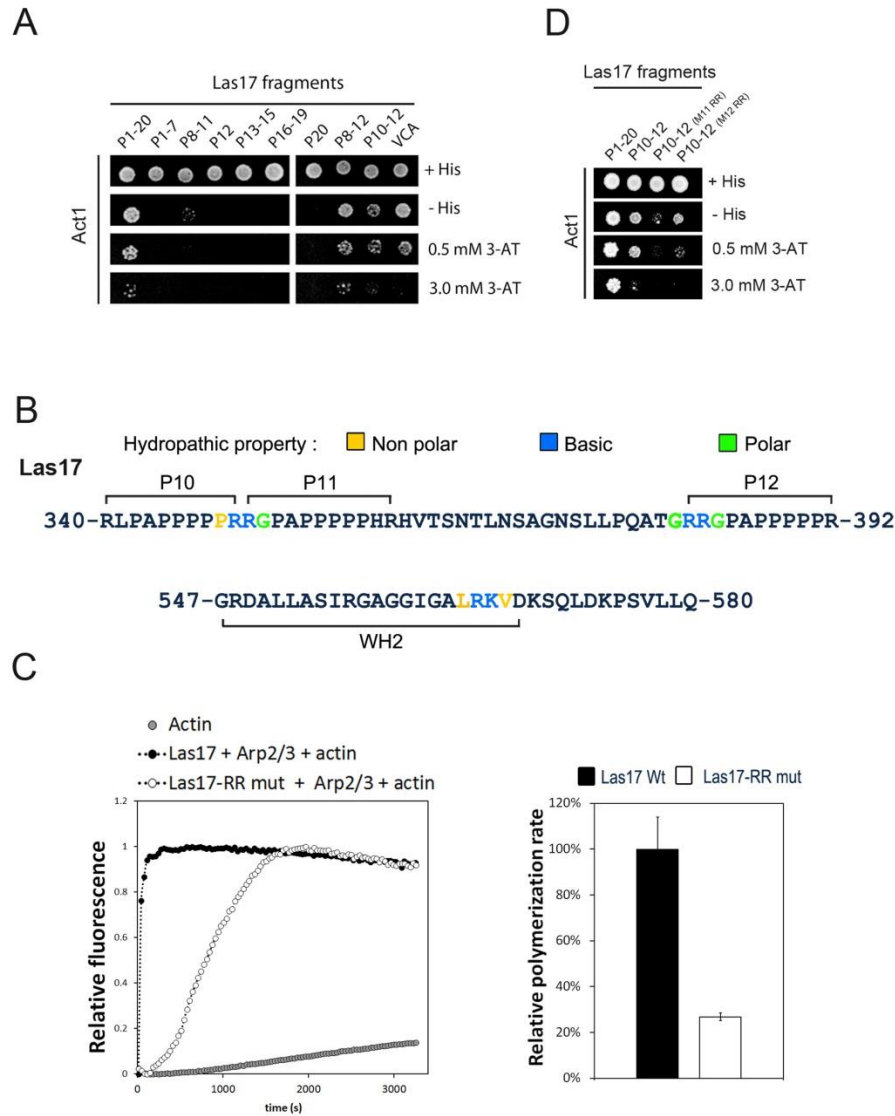 A
Las17 fragments
P1-20 P1-7 P8-11 P12 P13-15 P16-19 P20 P8-12 P10-12 VCA
Act1
+ His
- His
0.5 mM 3-AT
3.0 mM 3-AT
D
Las17 fragments
P1-20 P10-12 P10-12 (M11 RR) P10-12 (M12 RR)
Act1
+ His
- His
0.5 mM 3-AT
3.0 mM 3-AT
B
Hydropathic property : Non polar Basic Polar
Las17
P10 P11 P12
340-RLPAPPPPPRRGPAPPPPPHRHVTSNTLNSAGNSLLPQATGRRGPAPPPPPR-392
547-GRDALLASIRGAGGIGALRKVDKSQLDKPSVLLQ-580
WH2
C
Actin
Las17 + Arp2/3 + actin
Las17-RR mut + Arp2/3 + actin
Relative fluorescence
1.2
1
0.8
0.6
0.4
0.2
0
0 1000 2000 3000
time (s)
Las17 Wt Las17-RR mut
Relative polymerization rate
120%
100%
80%
60%
40%
20%
0%